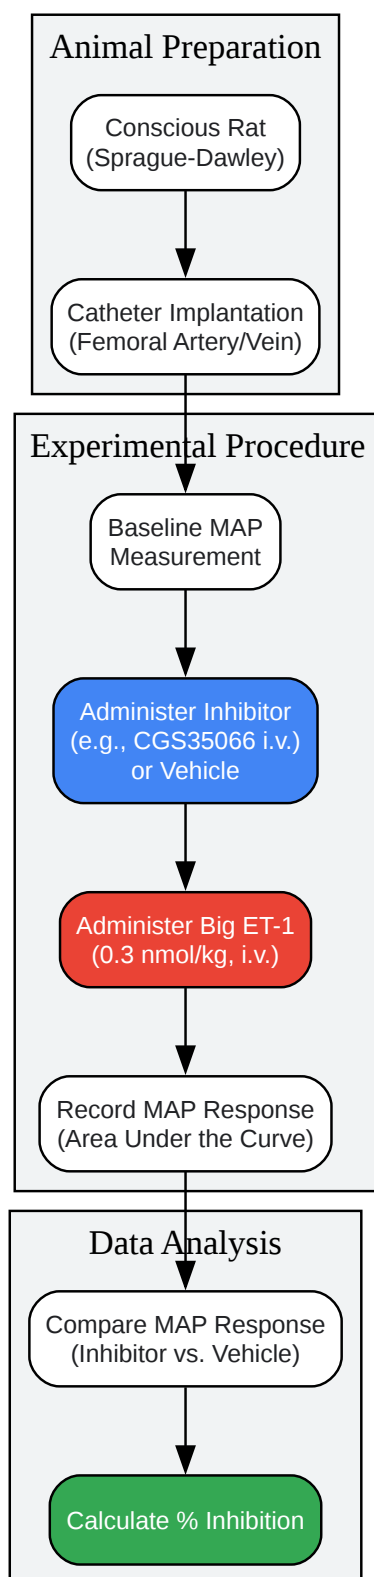 Animal Preparation
Conscious Rat
(Sprague-Dawley)
Catheter Implantation
(Femoral Artery/Vein)
Experimental Procedure
Baseline MAP
Measurement
Administer Inhibitor
(e.g., CGS35066 i.v.)
or Vehicle
Administer Big ET-1
(0.3 nmol/kg, i.v.)
Record MAP Response
(Area Under the Curve)
Data Analysis
Compare MAP Response
(Inhibitor vs. Vehicle)
Calculate % Inhibition